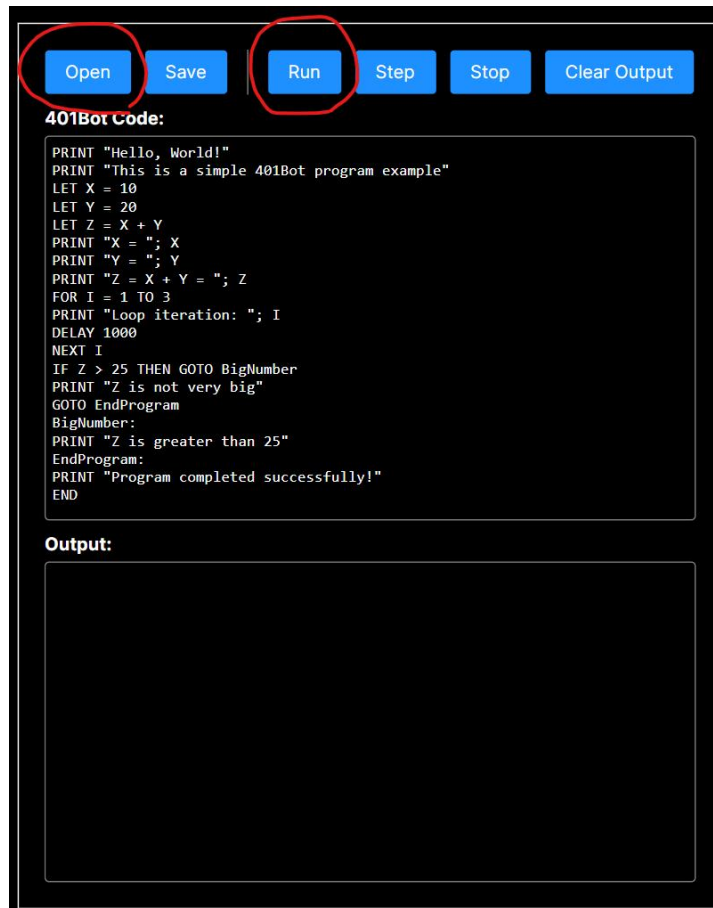 Open Save Run Step Stop Clear Output
401Bot Code:
PRINT "Hello, World!"
PRINT "This is a simple 401Bot program example"
LET X = 10
LET Y = 20
LET Z = X + Y
PRINT "X = "; X
PRINT "Y = "; Y
PRINT "Z = X + Y = "; Z
FOR I = 1 TO 3
PRINT "Loop iteration: "; I
DELAY 1000
NEXT I
IF Z > 25 THEN GOTO BigNumber
PRINT "Z is not very big"
GOTO EndProgram
BigNumber:
PRINT "Z is greater than 25"
EndProgram:
PRINT "Program completed successfully!"
END
Output: